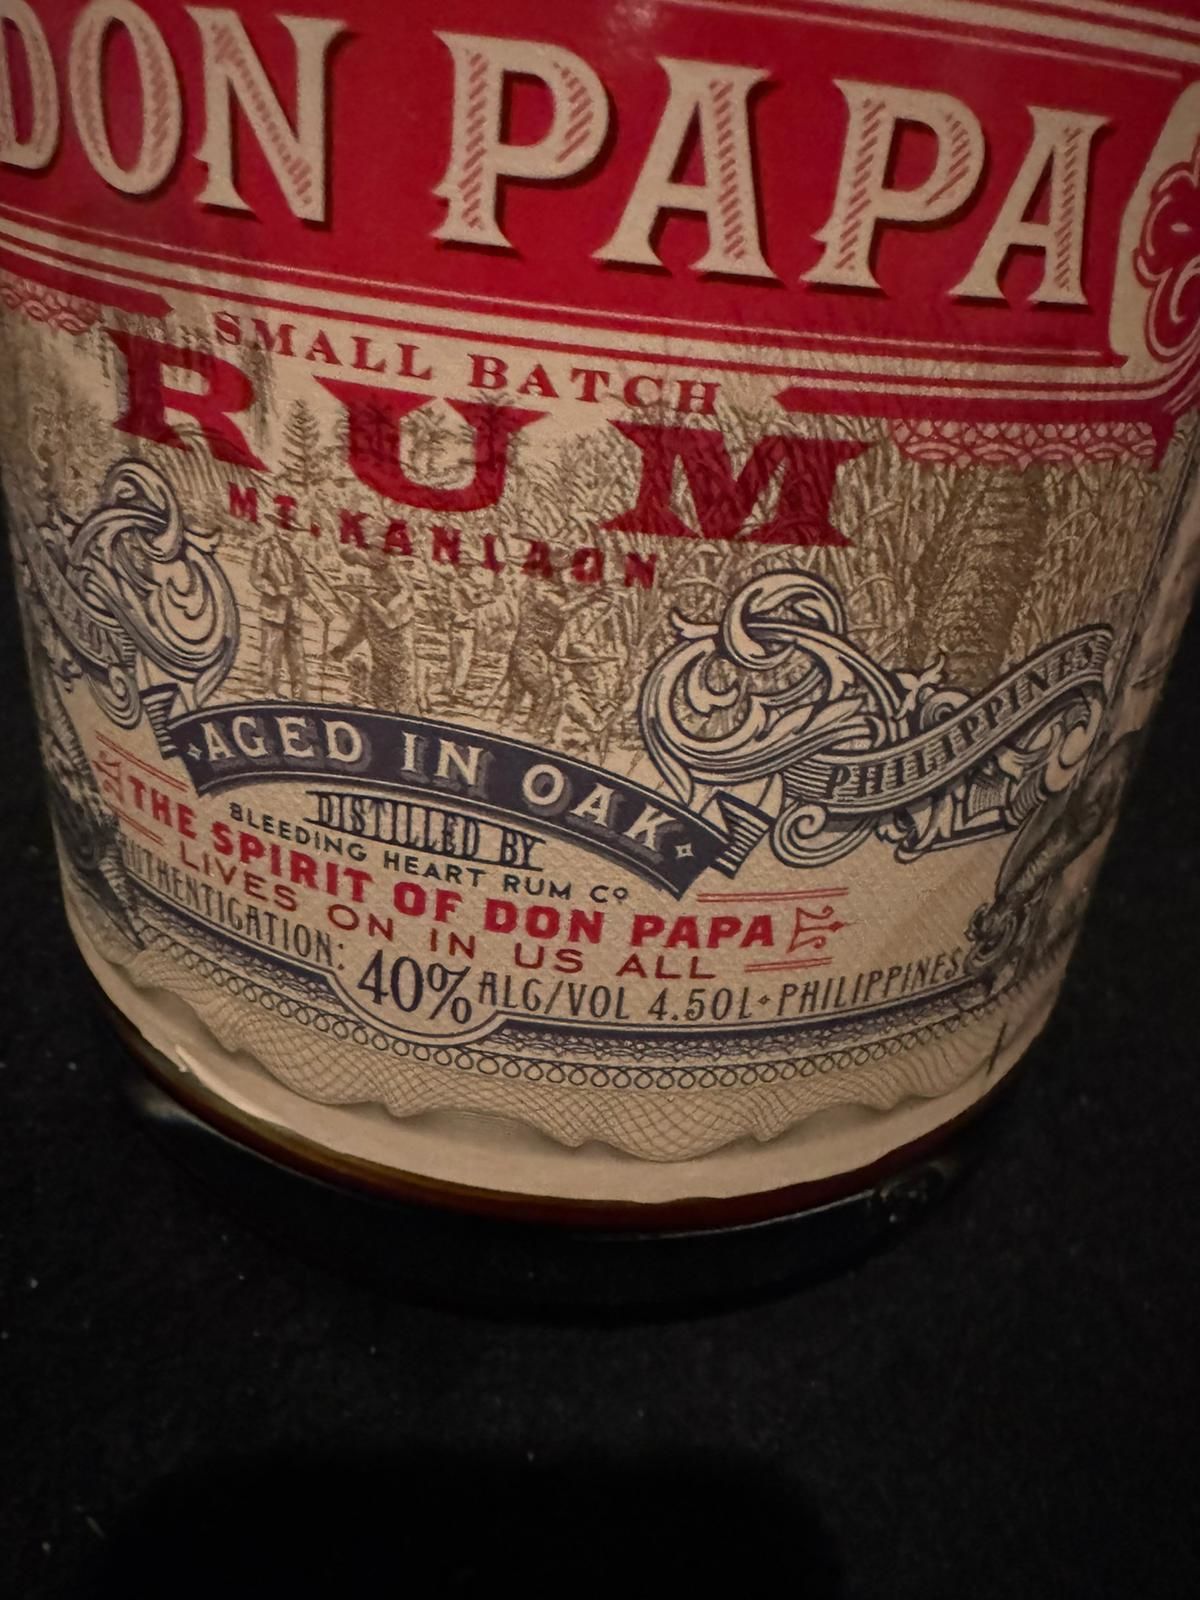 DON PAPA
SMALL BATCH
RUM
MT. KANLAON
PHILIPPINES
AGED IN OAK
DISTILLED BY
BLEEDING HEART RUM Cº
THE SPIRIT OF DON PAPA
LIVES ON IN US ALL
AUTHENTICATION: 40% ALC/VOL 4.50L PHILIPPINES